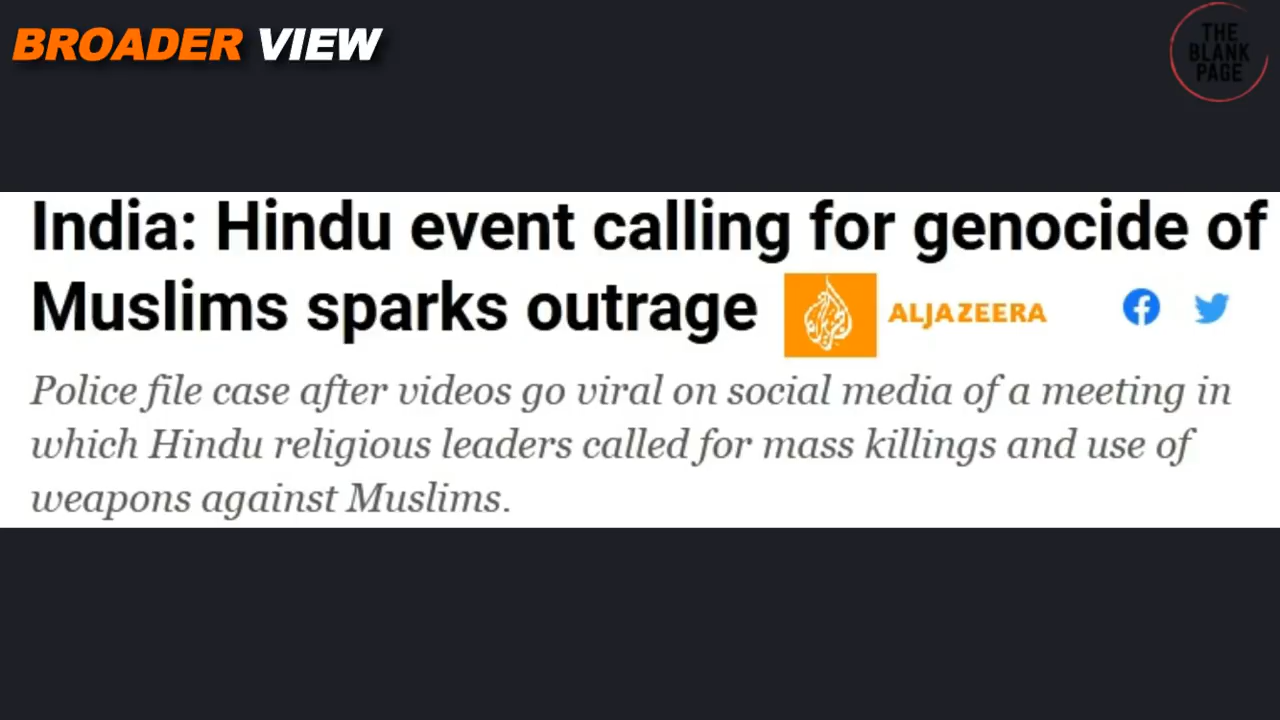 BROADER VIEW
THE
BLANK
PAGE
India: Hindu event calling for genocide of
Muslims sparks outrage
ALJAZEERA
Police file case after videos go viral on social media of a meeting in
which Hindu religious leaders called for mass killings and use of
weapons against Muslims.